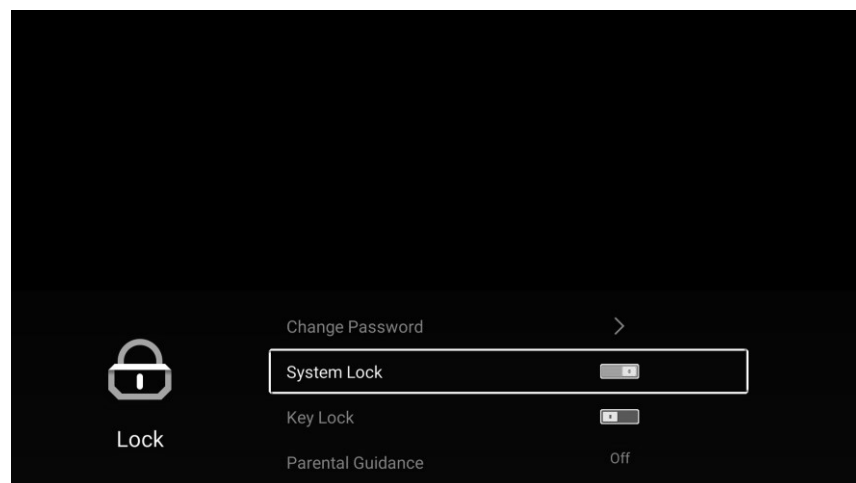 Change Password
System Lock
Key Lock
Lock
Parental Guidance Off